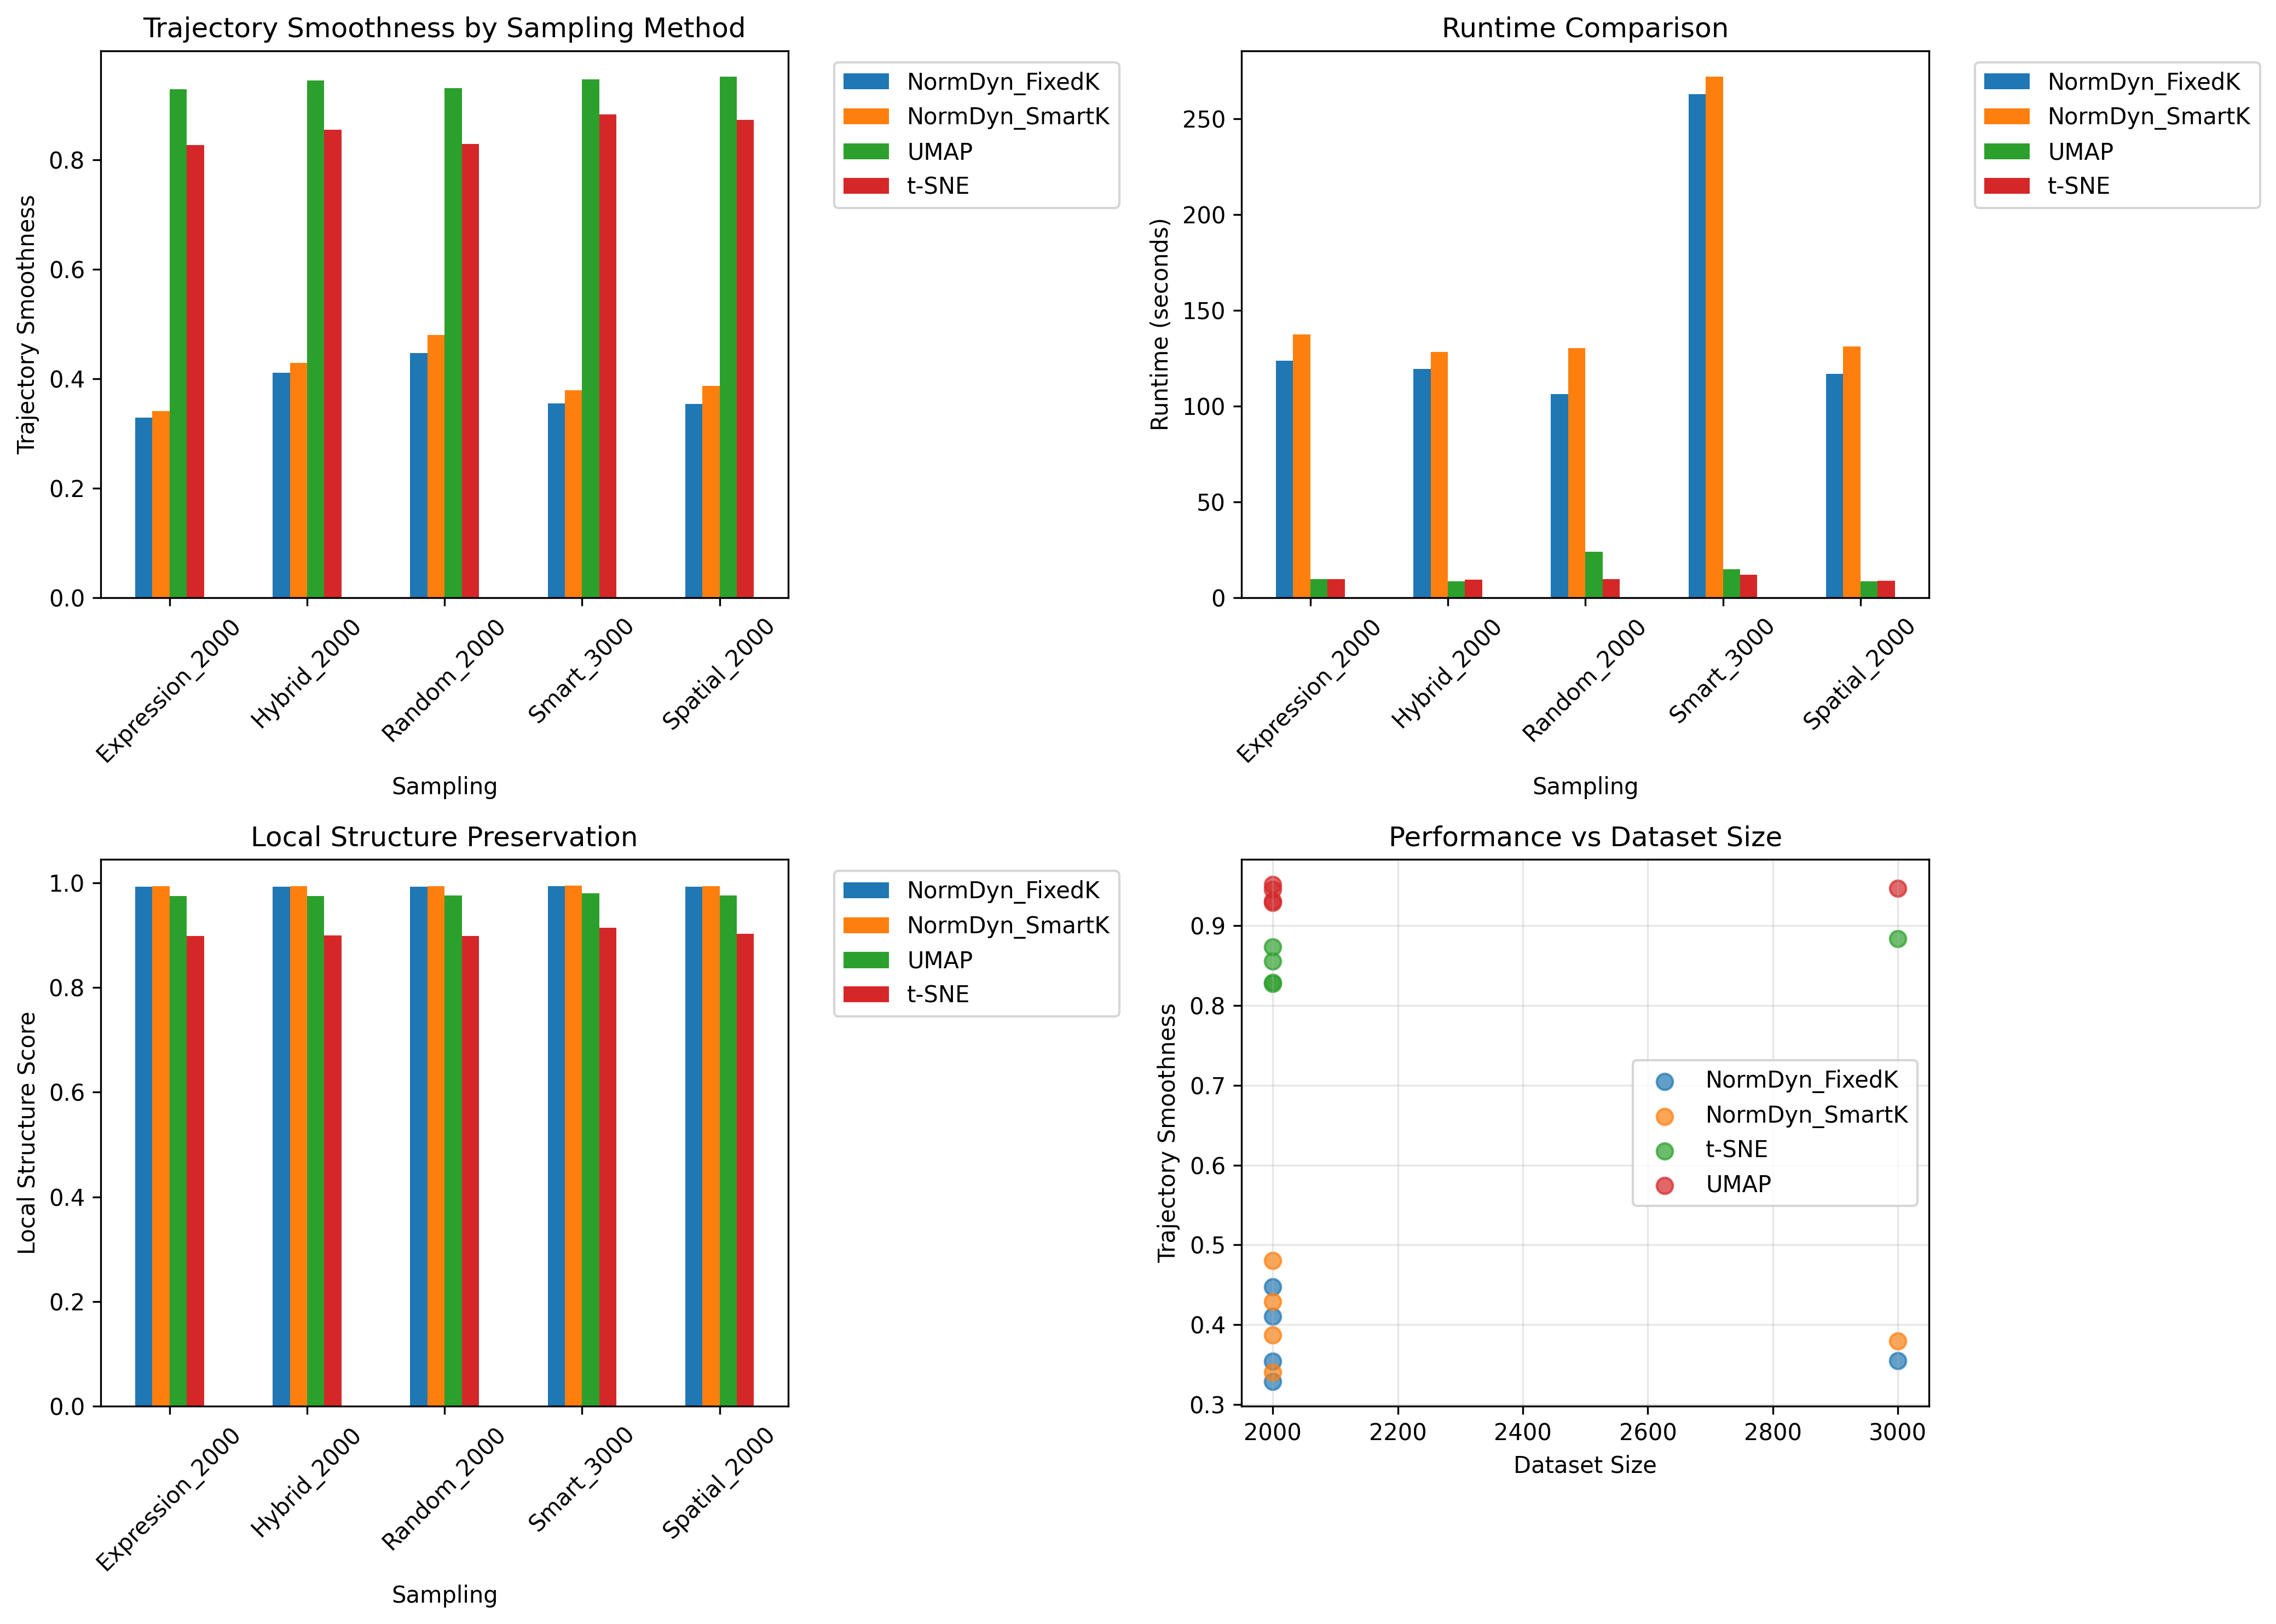 Trajectory Smoothness by Sampling Method
Trajectory Smoothness
0.8
0.6
0.4
0.2
0.0
Expression_2000
Hybrid_2000
Random_2000
Smart_3000
Spatial_2000
Sampling
NormDyn_FixedK
NormDyn_SmartK
UMAP
t-SNE
Runtime Comparison
Runtime (seconds)
250
200
150
100
50
0
Expression_2000
Hybrid_2000
Random_2000
Smart_3000
Spatial_2000
Sampling
NormDyn_FixedK
NormDyn_SmartK
UMAP
t-SNE
Local Structure Preservation
Local Structure Score
1.0
0.8
0.6
0.4
0.2
0.0
Expression_2000
Hybrid_2000
Random_2000
Smart_3000
Spatial_2000
Sampling
NormDyn_FixedK
NormDyn_SmartK
UMAP
t-SNE
Performance vs Dataset Size
Trajectory Smoothness
0.9
0.8
0.7
0.6
0.5
0.4
0.3
NormDyn_FixedK
NormDyn_SmartK
t-SNE
UMAP
2000 2200 2400 2600 2800 3000
Dataset Size